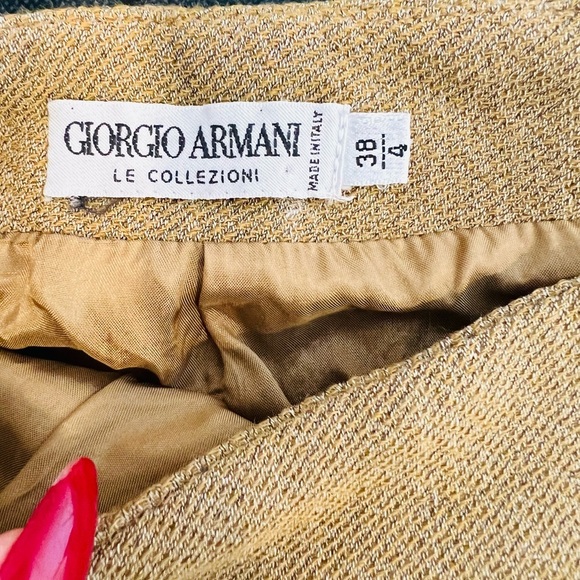 GIORGIO ARMANI
LE COLLEZIONI
MADE IN ITALY
38
4